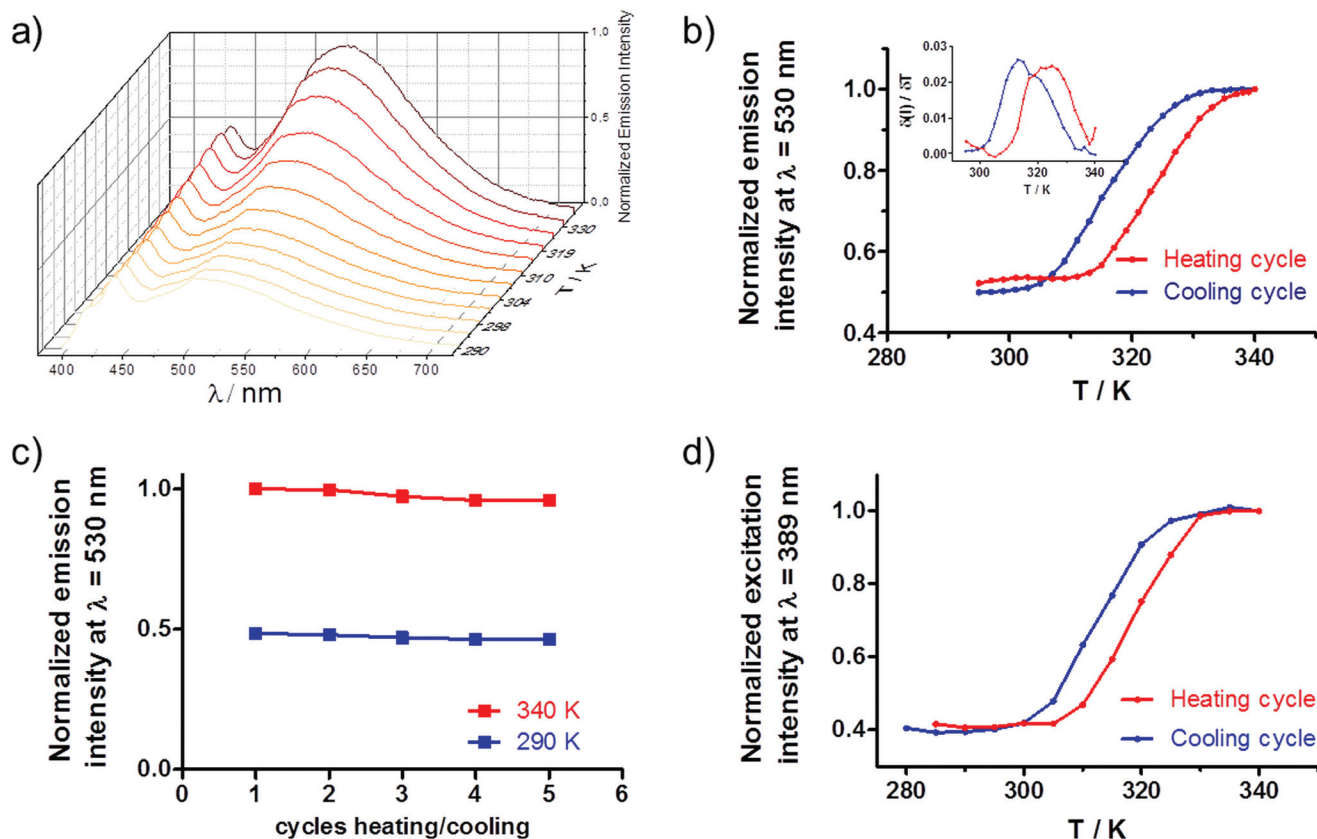 a)
1.0
0.5
0.0
Normalized Emission Intensity
330
319
310
304
298
290
T / K
400 450 500 550 600 650 700
λ / nm
b)
Normalized emission
intensity at λ = 530 nm
1.0
0.8
0.6
0.4
280 300 320 340
T / K
δ(I) / δT
0.03
0.02
0.01
0.00
300 320 340
T / K
Heating cycle
Cooling cycle
c)
Normalized emission
intensity at λ = 530 nm
1.0
0.5
0.0
0 1 2 3 4 5 6
cycles heating/cooling
340 K
290 K
d)
Normalized excitation
intensity at λ = 389 nm
1.0
0.8
0.6
0.4
280 300 320 340
T / K
Heating cycle
Cooling cycle